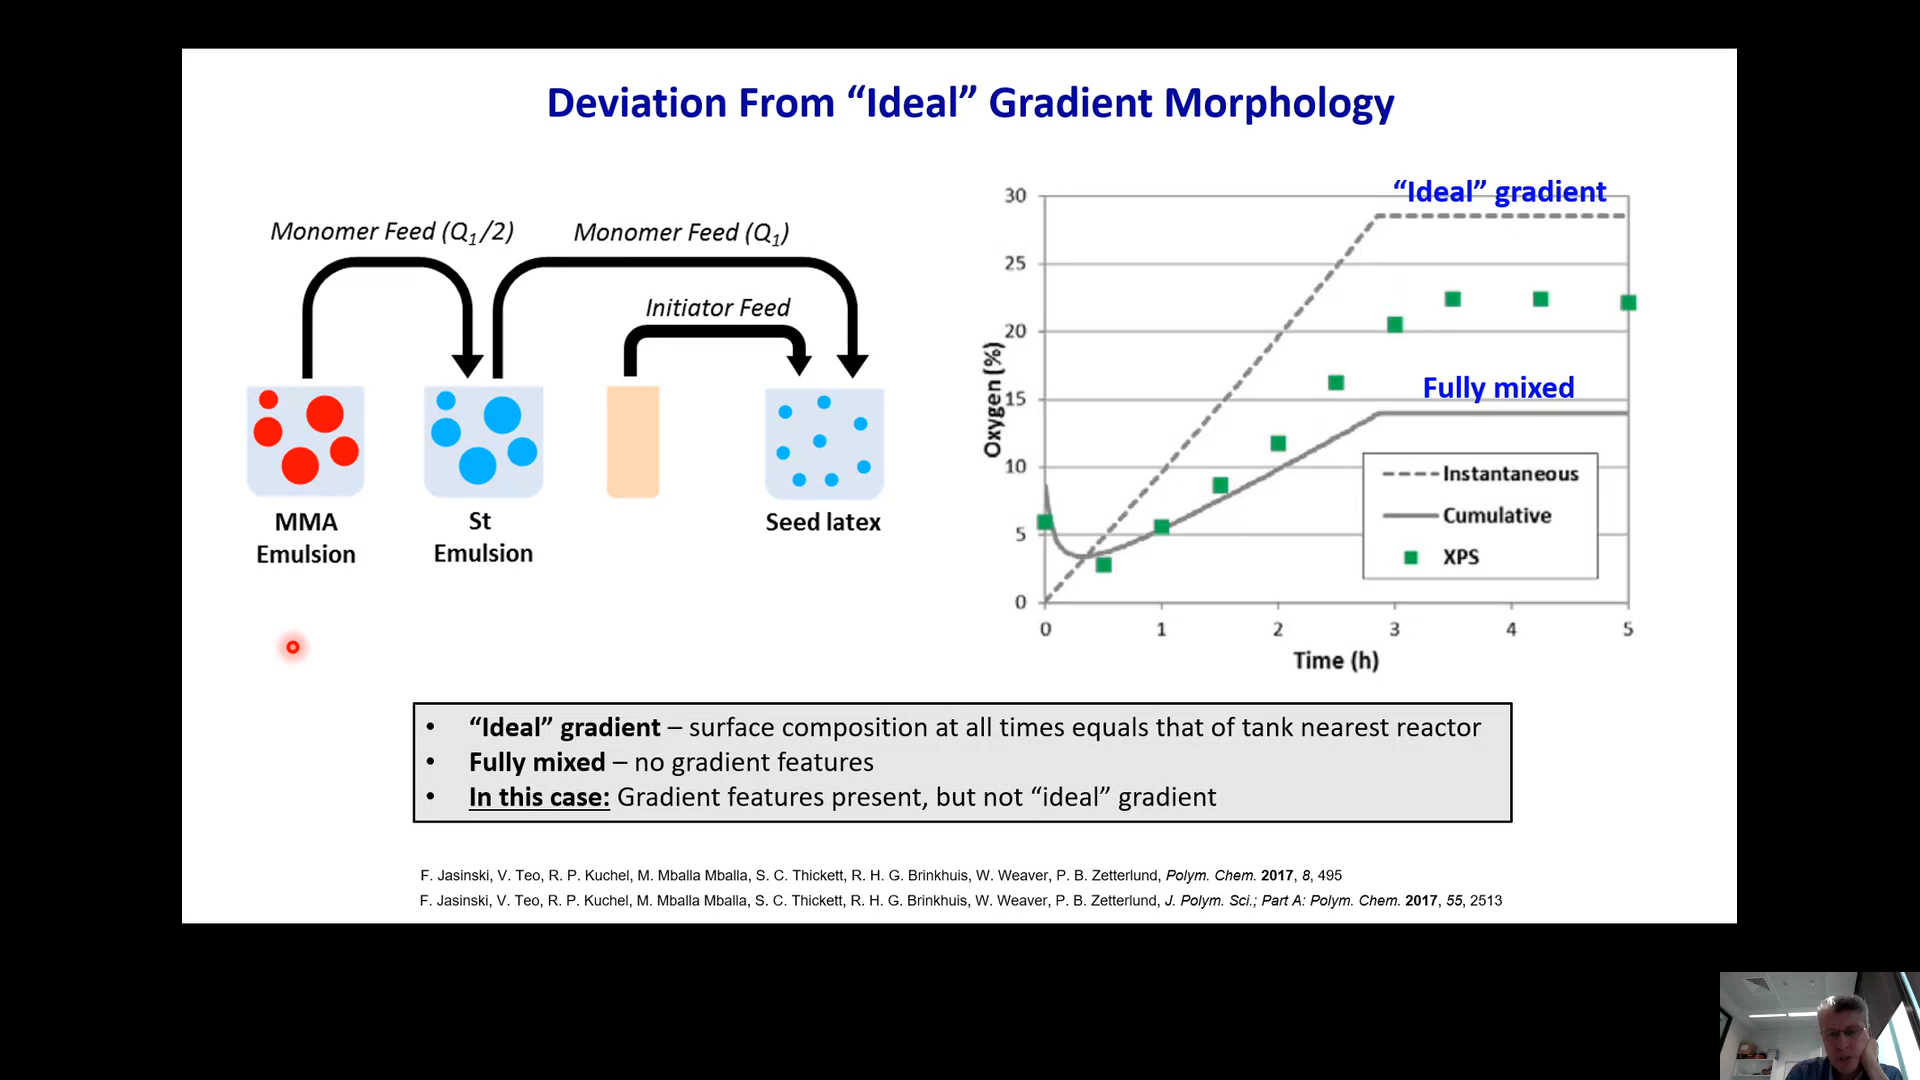 Deviation From “Ideal” Gradient Morphology
Monomer Feed (Q1/2)
Monomer Feed (Q1)
Initiator Feed
MMA
Emulsion
St
Emulsion
Seed latex
“Ideal” gradient
Fully mixed
30
25
20
15
10
5
0
Oxygen (%)
0 1 2 3 4 5
Time (h)
Instantaneous
Cumulative
XPS
• “Ideal” gradient – surface composition at all times equals that of tank nearest reactor
• Fully mixed – no gradient features
• In this case: Gradient features present, but not “ideal” gradient
F. Jasinski, V. Teo, R. P. Kuchel, M. Mballa Mballa, S. C. Thickett, R. H. G. Brinkhuis, W. Weaver, P. B. Zetterlund, Polym. Chem. 2017, 8, 495
F. Jasinski, V. Teo, R. P. Kuchel, M. Mballa Mballa, S. C. Thickett, R. H. G. Brinkhuis, W. Weaver, P. B. Zetterlund, J. Polym. Sci.; Part A: Polym. Chem. 2017, 55, 2513